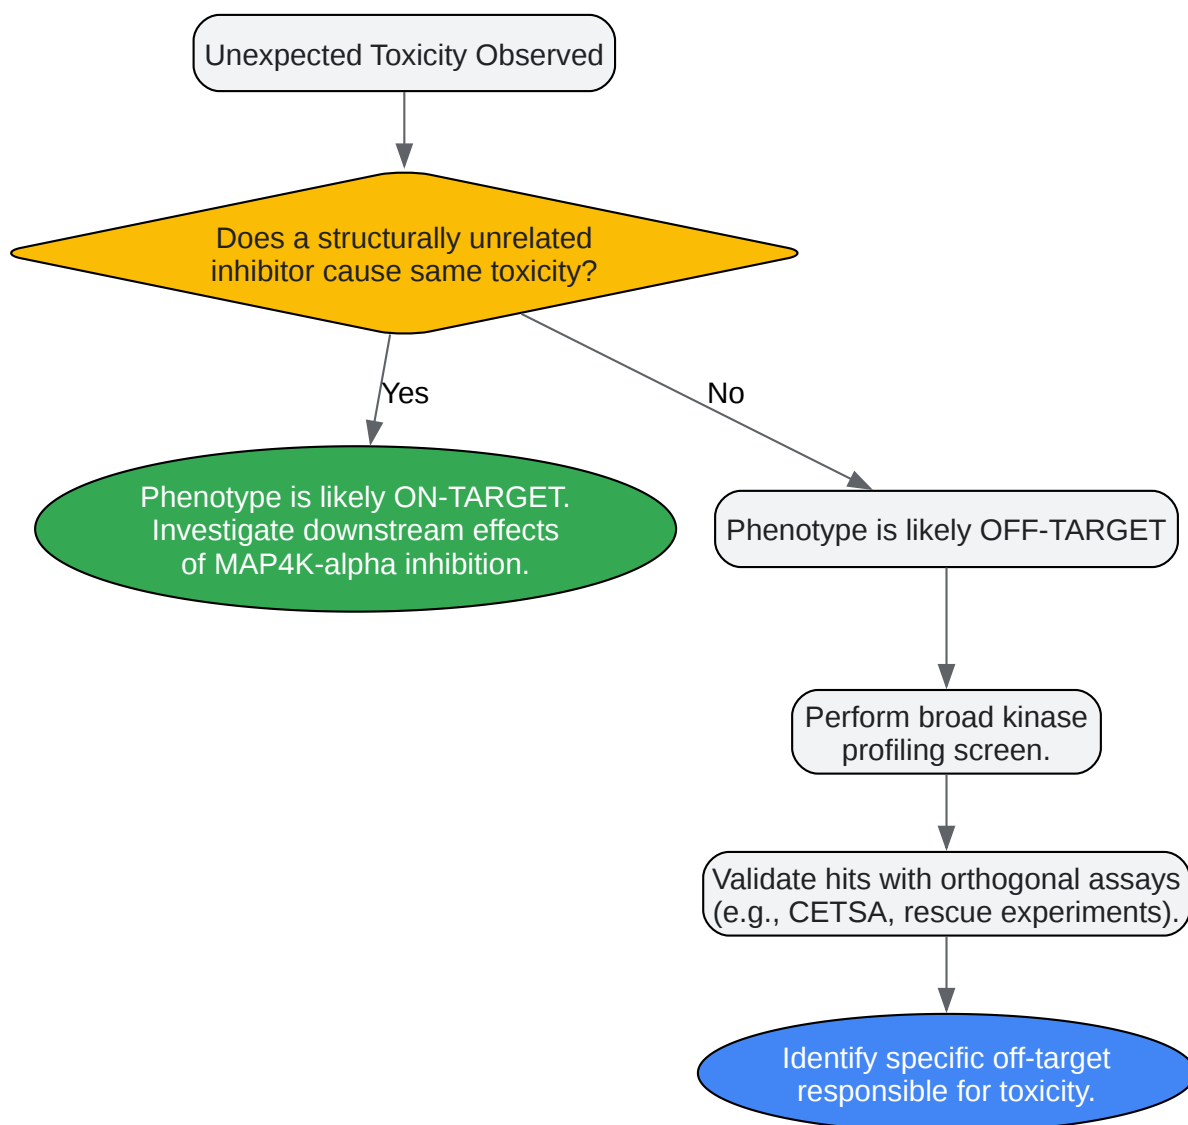 Unexpected Toxicity Observed
Does a structurally unrelated
inhibitor cause same toxicity?
Yes
No
Phenotype is likely ON-TARGET.
Investigate downstream effects
of MAP4K-alpha inhibition.
Phenotype is likely OFF-TARGET
Perform broad kinase
profiling screen.
Validate hits with orthogonal assays
(e.g., CETSA, rescue experiments).
Identify specific off-target
responsible for toxicity.